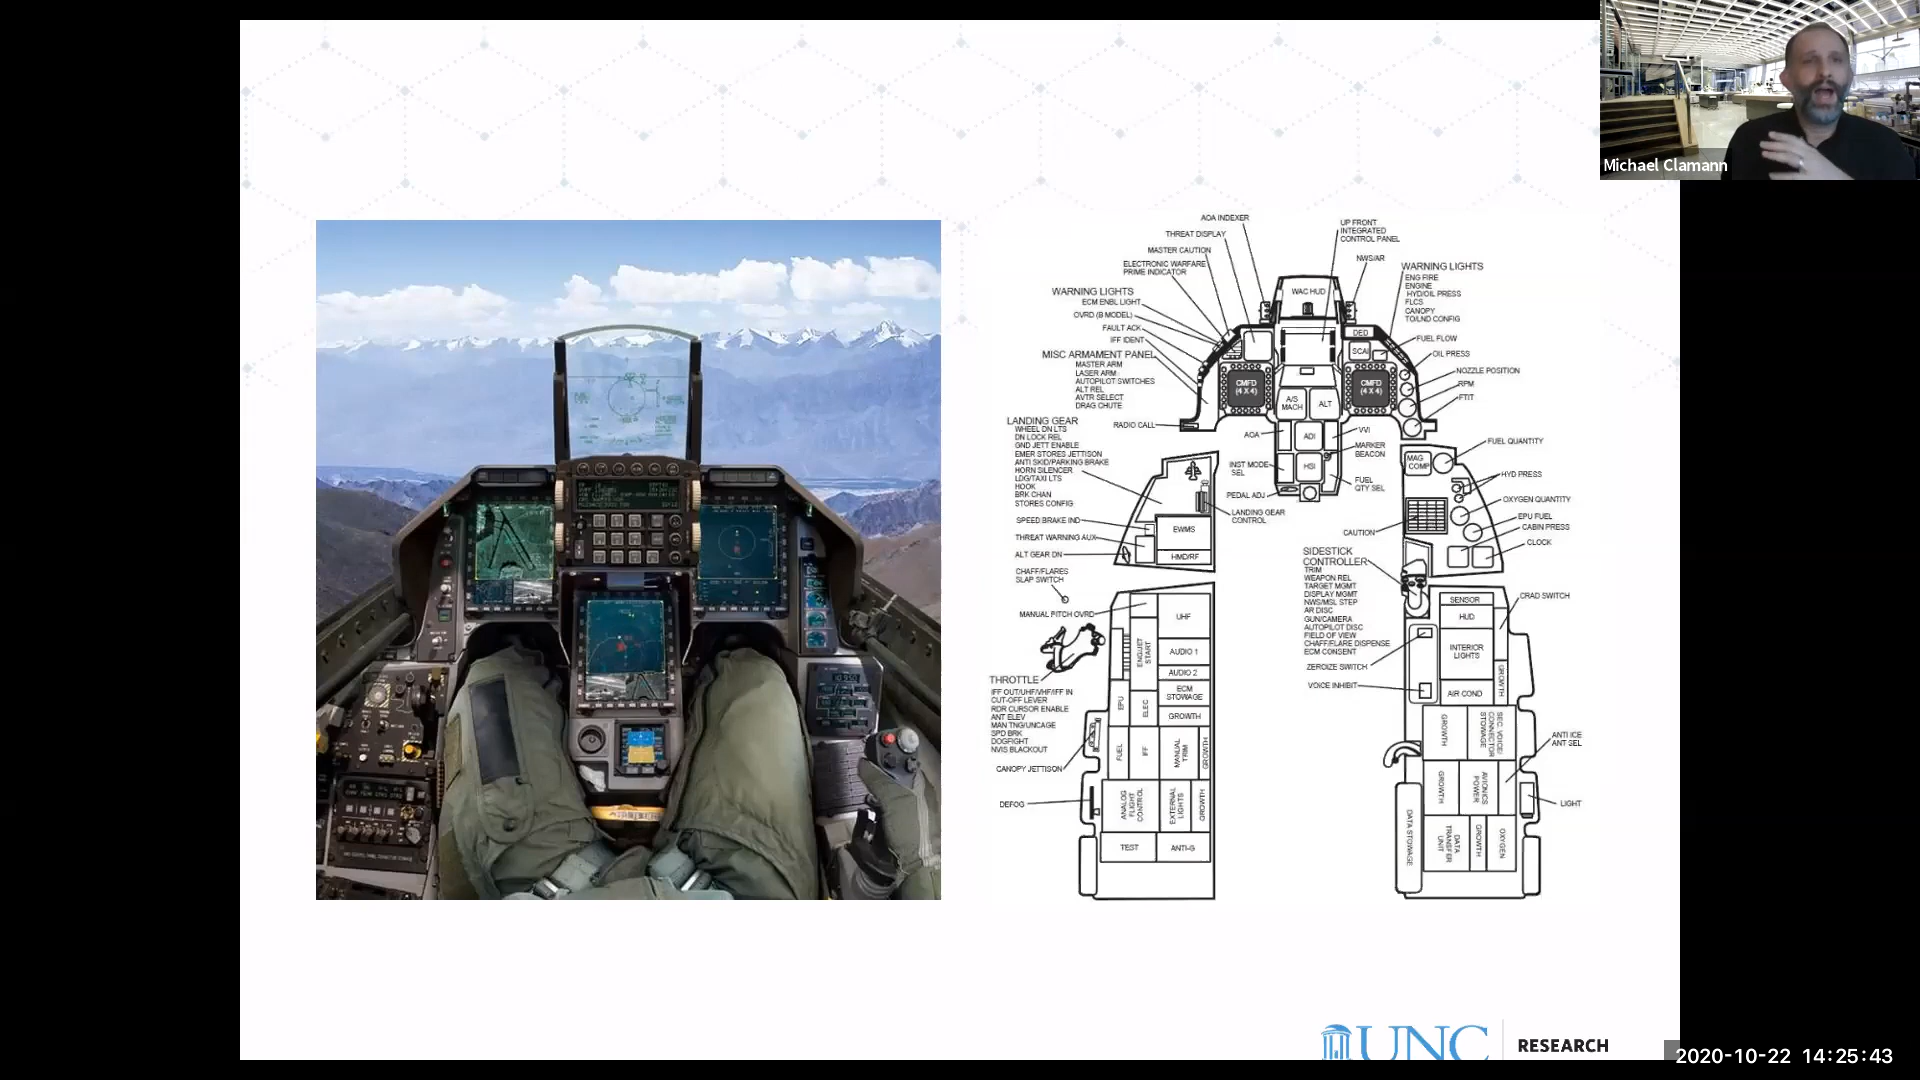 Michael Clamann
AOA INDEXER
THREAT DISPLAY
MASTER CAUTION
ELECTRONIC WARFARE
PRIME INDICATOR
WARNING LIGHTS
ECM ENBL LIGHT
OVRD (B MODEL)
FAULT ACK
IFF IDENT
MISC ARMAMENT PANEL
MASTER ARM
LASER ARM
AUTOPILOT SWITCHES
ALT REL
AVTR SELECT
DRAG CHUTE
RADIO CALL
LANDING GEAR
WHEEL DN LTS
DN LOCK REL
GND JETT ENABLE
EMER STORES JETTISON
ANTI SKID/PARKING BRAKE
HORN SILENCER
LDG/TAXI LTS
HOOK
BRK CHAN
STORES CONFIG
SPEED BRAKE IND
THREAT WARNING AUX
ALT GEAR DN
CHAFF/FLARES
SLAP SWITCH
MANUAL PITCH OVRD
THROTTLE
IFF OUT/UHF/VHF/IFF IN
CUT-OFF LEVER
RDR CURSOR ENABLE
ANT ELEV
MAN TNG/UNCAGE
SPD BRK
DOGFIGHT
NVIS BLACKOUT
CANOPY JETTISON
DEFOG
UP FRONT
INTEGRATED
CONTROL PANEL
NWS/AR
WARNING LIGHTS
ENG FIRE
ENGINE
HYD/OIL PRESS
FLCS
CANOPY
TO/LND CONFIG
FUEL FLOW
OIL PRESS
NOZZLE POSITION
RPM
FTIT
WAC HUD
DED
SCAI
CMFD
(4 X 4)
A/S
MACH
ALT
CMFD
(4 X 4)
AOA
ADI
VVI
MARKER
BEACON
INST MODE
SEL
HSI
FUEL
QTY SEL
PEDAL ADJ
LANDING GEAR
CONTROL
EWMS
HMD/RF
MAG
COMP
FUEL QUANTITY
HYD PRESS
OXYGEN QUANTITY
EPU FUEL
CABIN PRESS
CLOCK
CAUTION
SIDESTICK
CONTROLLER
TRIM
WEAPON REL
TARGET MGMT
DISPLAY MGMT
NWS/MSL STEP
AR DISC
GUN/CAMERA
AUTOPILOT DISC
FIELD OF VIEW
CHAFF/FLARE DISPENSE
ECM CONSENT
ZEROIZE SWITCH
VOICE INHIBIT
UHF
ENG/JET
START
AUDIO 1
AUDIO 2
ECM
STOWAGE
EPU
ELEC
GROWTH
FUEL
IFF
MANUAL
TRIM
GROWTH
ANALOG
FLIGHT
CONTROL
EXTERNAL
LIGHTS
GROWTH
TEST
ANTI-G
SENSOR
CRAD SWITCH
HUD
INTERIOR
LIGHTS
GROWTH
AIR COND
GROWTH
SEC VOICE/
CONNECTOR
STOWAGE
ANTI ICE
ANT SEL
GROWTH
AVIONICS
POWER
LIGHT
DATA STOWAGE
DATA
TRANSFER
UNIT
GROWTH
OXYGEN
UNC RESEARCH
2020-10-22 14:25:43